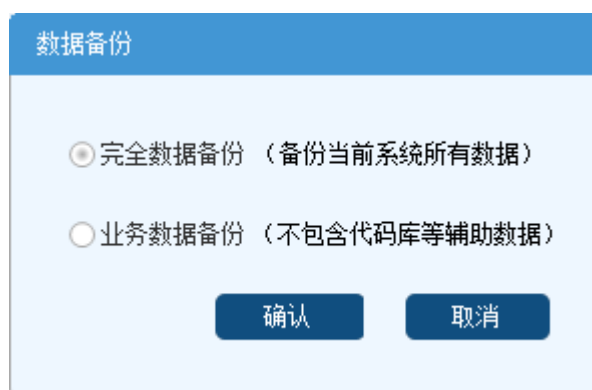 数据备份
完全数据备份 （备份当前系统所有数据）
业务数据备份 （不包含代码库等辅助数据）
确认 取消